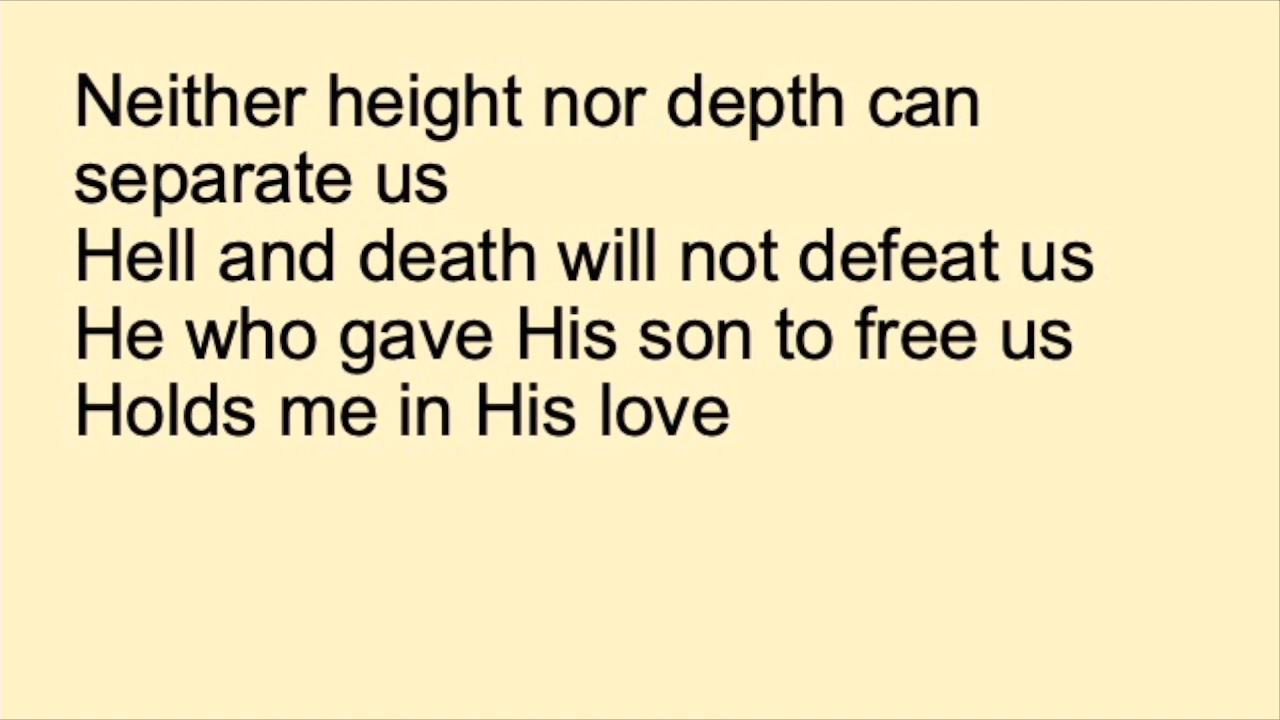 Neither height nor depth can
separate us
Hell and death will not defeat us
He who gave His son to free us
Holds me in His love